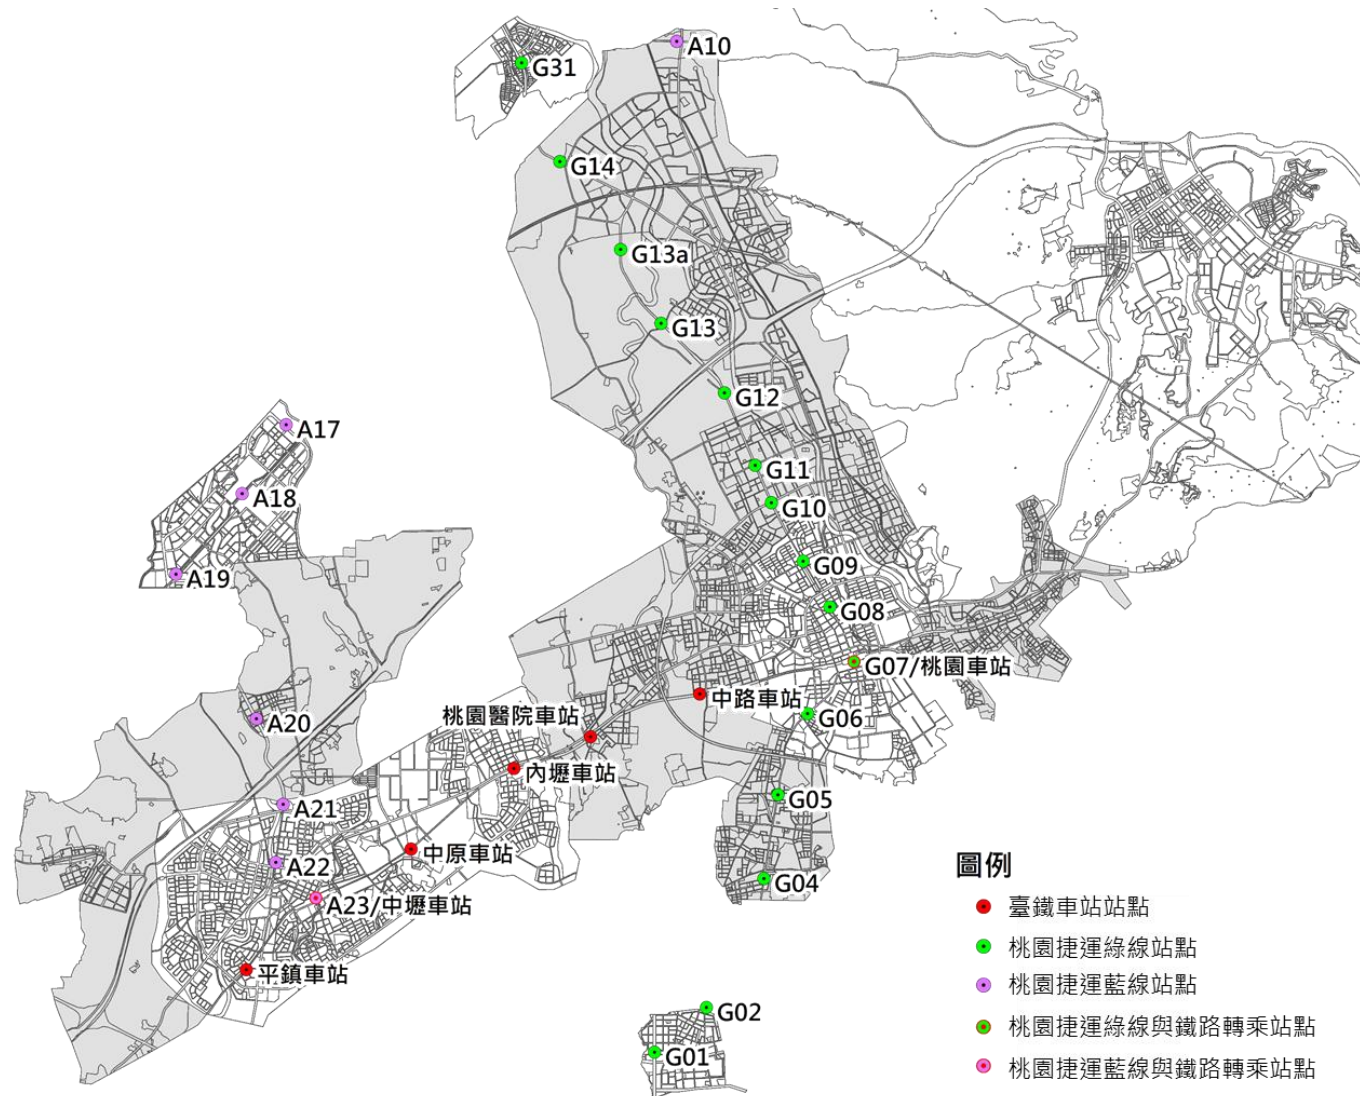 A10
G31
G14
G13a
G13
G12
A17
G11
A18
G10
G09
A19
G08
G07/桃園車站
中路車站
桃園醫院車站
G06
A20
內壢車站
G05
A21
中原車站
A22
G04
A23/中壢車站
平鎮車站
G02
G01
圖例
臺鐵車站站點
桃園捷運綠線站點
桃園捷運藍線站點
桃園捷運綠線與鐵路轉乘站點
桃園捷運藍線與鐵路轉乘站點